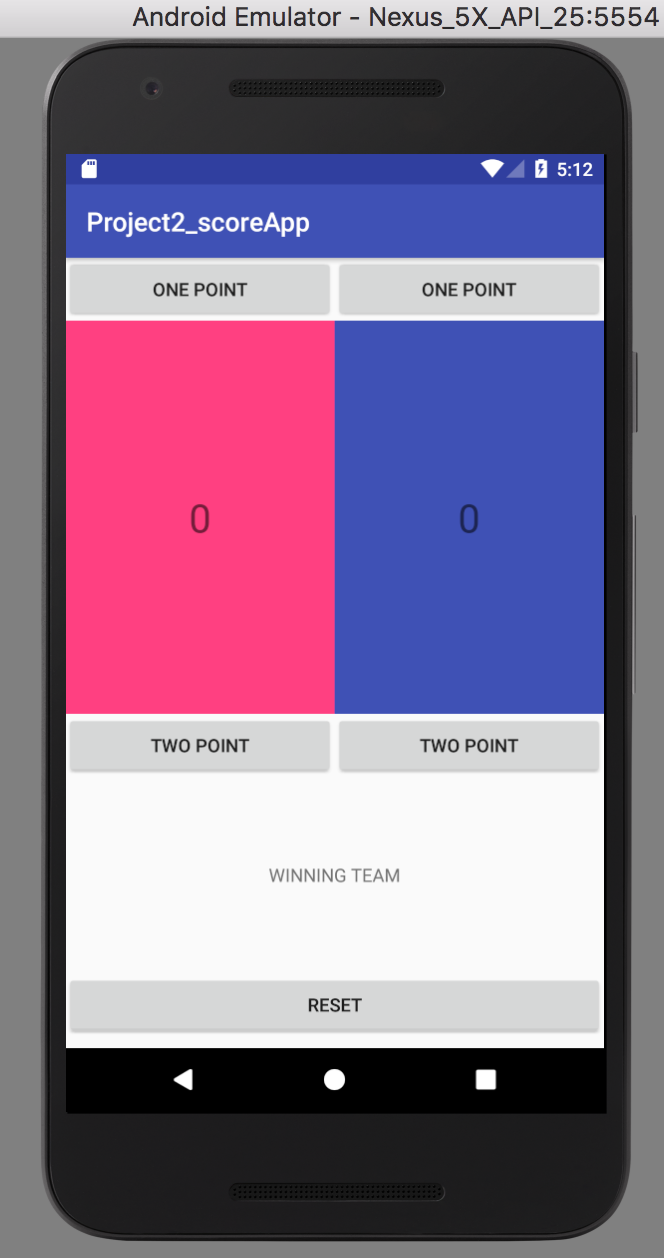 Android Emulator - Nexus_5X_API_25:5554
5:12
Project2_scoreApp
ONE POINT ONE POINT
0 0
TWO POINT TWO POINT
WINNING TEAM
RESET